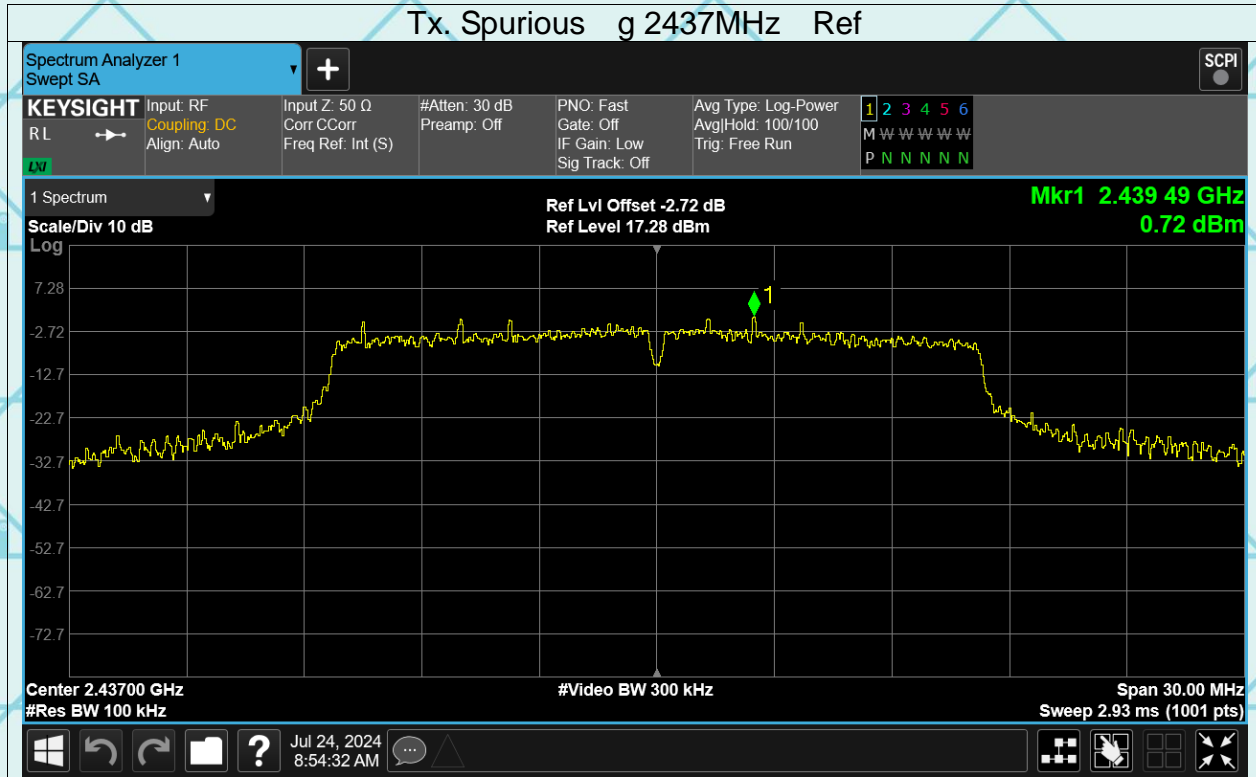 Tx. Spurious g 2437MHz Ref
Spectrum Analyzer 1
Swept SA
+
SCPI
KEYSIGHT
RL
LXI
Input: RF
Coupling: DC
Align: Auto
Input Z: 50 Ω
Corr CCorr
Freq Ref: Int (S)
#Atten: 30 dB
Preamp: Off
PNO: Fast
Gate: Off
IF Gain: Low
Sig Track: Off
Avg Type: Log-Power
Avg|Hold: 100/100
Trig: Free Run
1 2 3 4 5 6
M W W W W W
P N N N N N
1 Spectrum
Scale/Div 10 dB
Ref Lvl Offset -2.72 dB
Ref Level 17.28 dBm
Mkr1 2.439 49 GHz
0.72 dBm
Log
7.28
-2.72
-12.7
-22.7
-32.7
-42.7
-52.7
-62.7
-72.7
1
Center 2.43700 GHz
#Res BW 100 kHz
#Video BW 300 kHz
Span 30.00 MHz
Sweep 2.93 ms (1001 pts)
?
Jul 24, 2024
8:54:32 AM